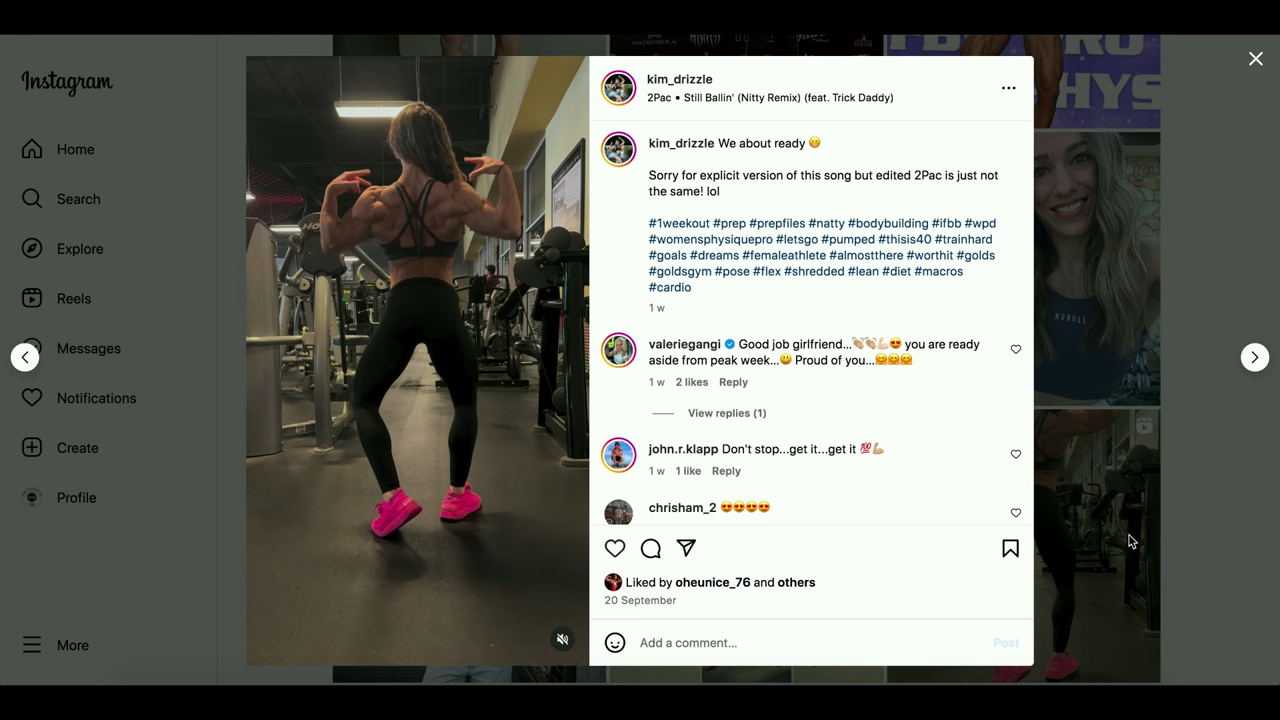 Instagram
Home
Search
Explore
Reels
Messages
Notifications
Create
Profile
More
kim_drizzle
2Pac • Still Ballin' (Nitty Remix) (feat. Trick Daddy)
kim_drizzle We about ready 🤭
Sorry for explicit version of this song but edited 2Pac is just not
the same! lol
#1weekout #prep #prepfiles #natty #bodybuilding #ifbb #wpd
#womensphysiquepro #letsgo #pumped #thisis40 #trainhard
#goals #dreams #femaleathlete #almostthere #worthit #golds
#goldsgym #pose #flex #shredded #lean #diet #macros
#cardio
1 w
valeriegangi Good job girlfriend...👏🏼👏🏼💪🏼😍 you are ready
aside from peak week...😃 Proud of you...🤗🤗🤗
1 w 2 likes Reply
View replies (1)
john.r.klapp Don't stop...get it...get it 💯💪🏼
1 w 1 like Reply
chrisham_2 😍😍😍😍
Liked by oheunice_76 and others
20 September
Add a comment...
Post
PRO
PHYS
NOBULL